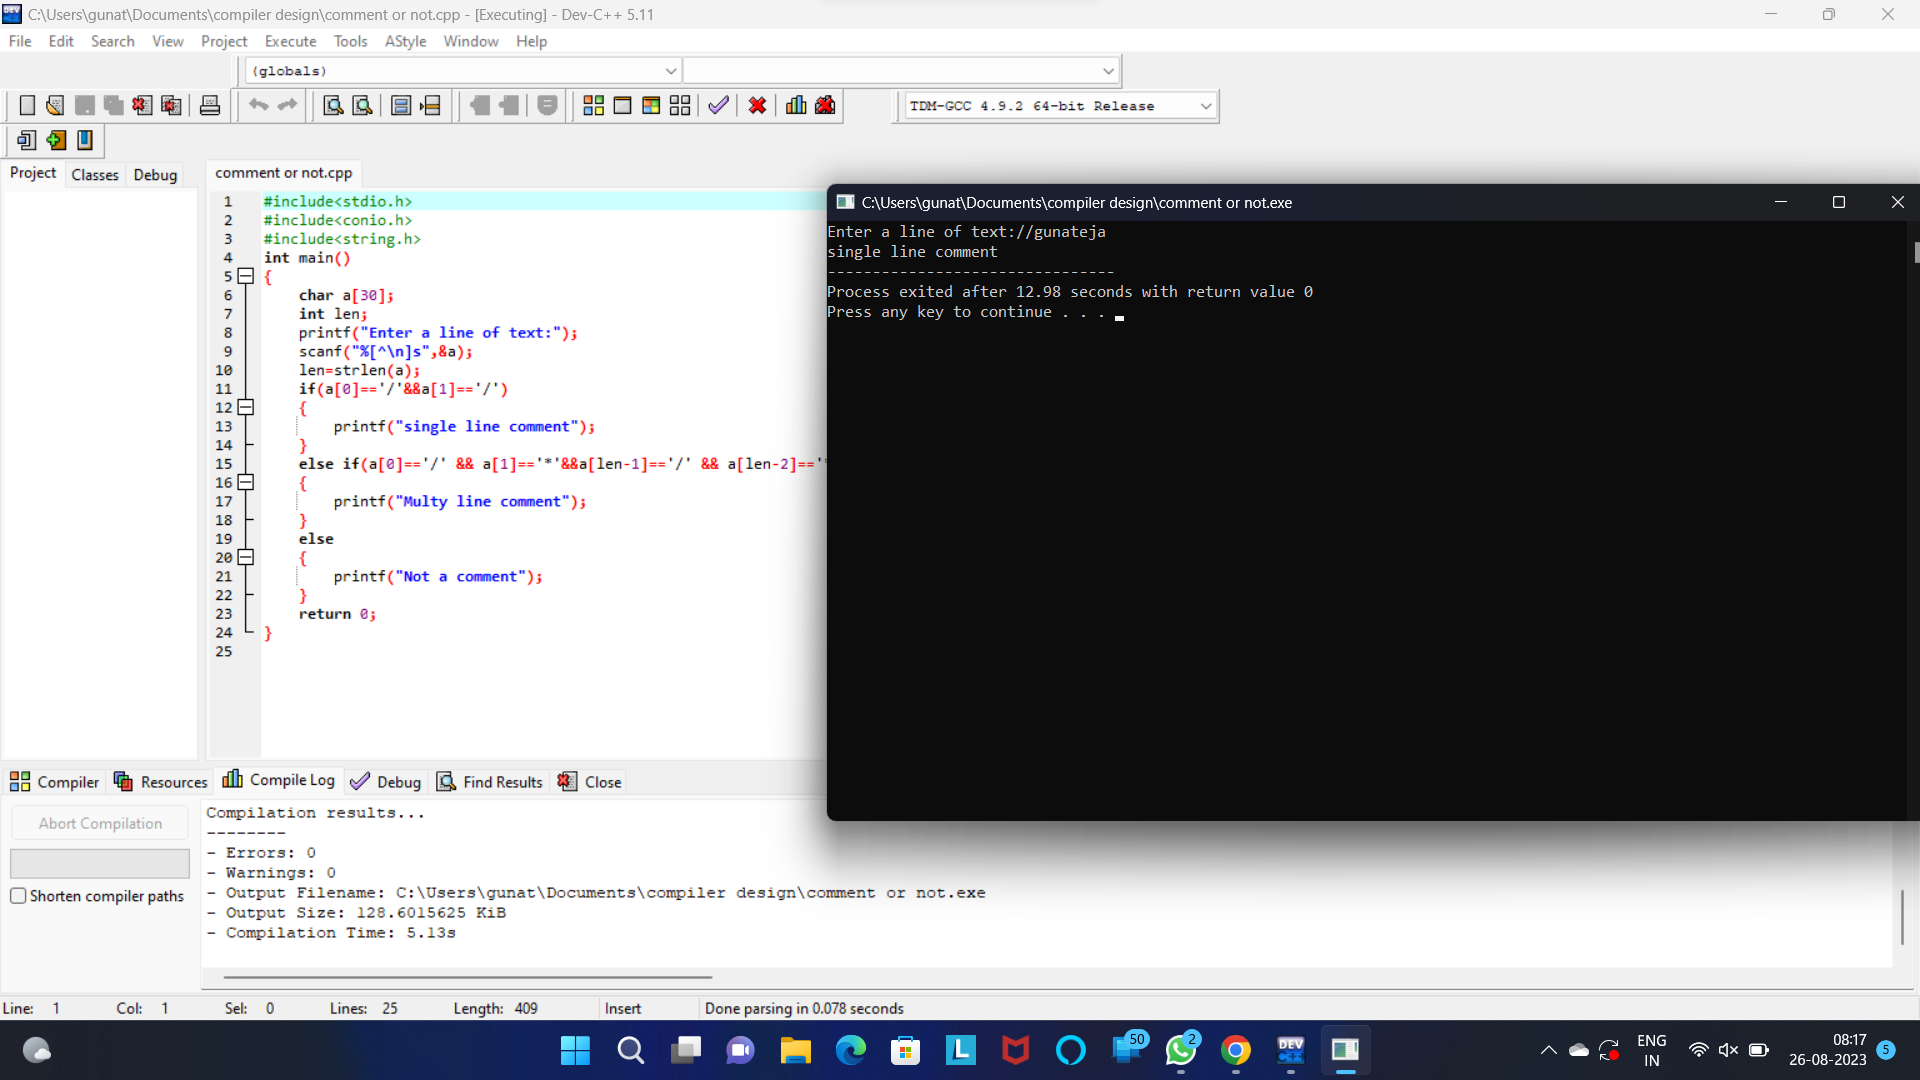 C:\Users\gunat\Documents\compiler design\comment or not.cpp - [Executing] - Dev-C++ 5.11
File Edit Search View Project Execute Tools AStyle Window Help
(globals)
TDM-GCC 4.9.2 64-bit Release
Project Classes Debug
comment or not.cpp
1 #include<stdio.h>
2 #include<conio.h>
3 #include<string.h>
4 int main()
5 {
6 char a[30];
7 int len;
8 printf("Enter a line of text:");
9 scanf("%[^\n]s",&a);
10 len=strlen(a);
11 if(a[0]=='/'&&a[1]=='/')
12 {
13 printf("single line comment");
14 }
15 else if(a[0]=='/' && a[1]=='*'&&a[len-1]=='/' && a[len-2]=='
16 {
17 printf("Multy line comment");
18 }
19 else
20 {
21 printf("Not a comment");
22 }
23 return 0;
24 }
25
C:\Users\gunat\Documents\compiler design\comment or not.exe
Enter a line of text://gunateja
single line comment
--------------------------------
Process exited after 12.98 seconds with return value 0
Press any key to continue . . .
Compiler Resources Compile Log Debug Find Results Close
Abort Compilation
Shorten compiler paths
Compilation results...
--------
- Errors: 0
- Warnings: 0
- Output Filename: C:\Users\gunat\Documents\compiler design\comment or not.exe
- Output Size: 128.6015625 KiB
- Compilation Time: 5.13s
Line: 1 Col: 1 Sel: 0 Lines: 25 Length: 409 Insert Done parsing in 0.078 seconds
L
50
2
DEV
C++
ENG
IN
08:17
26-08-2023
5